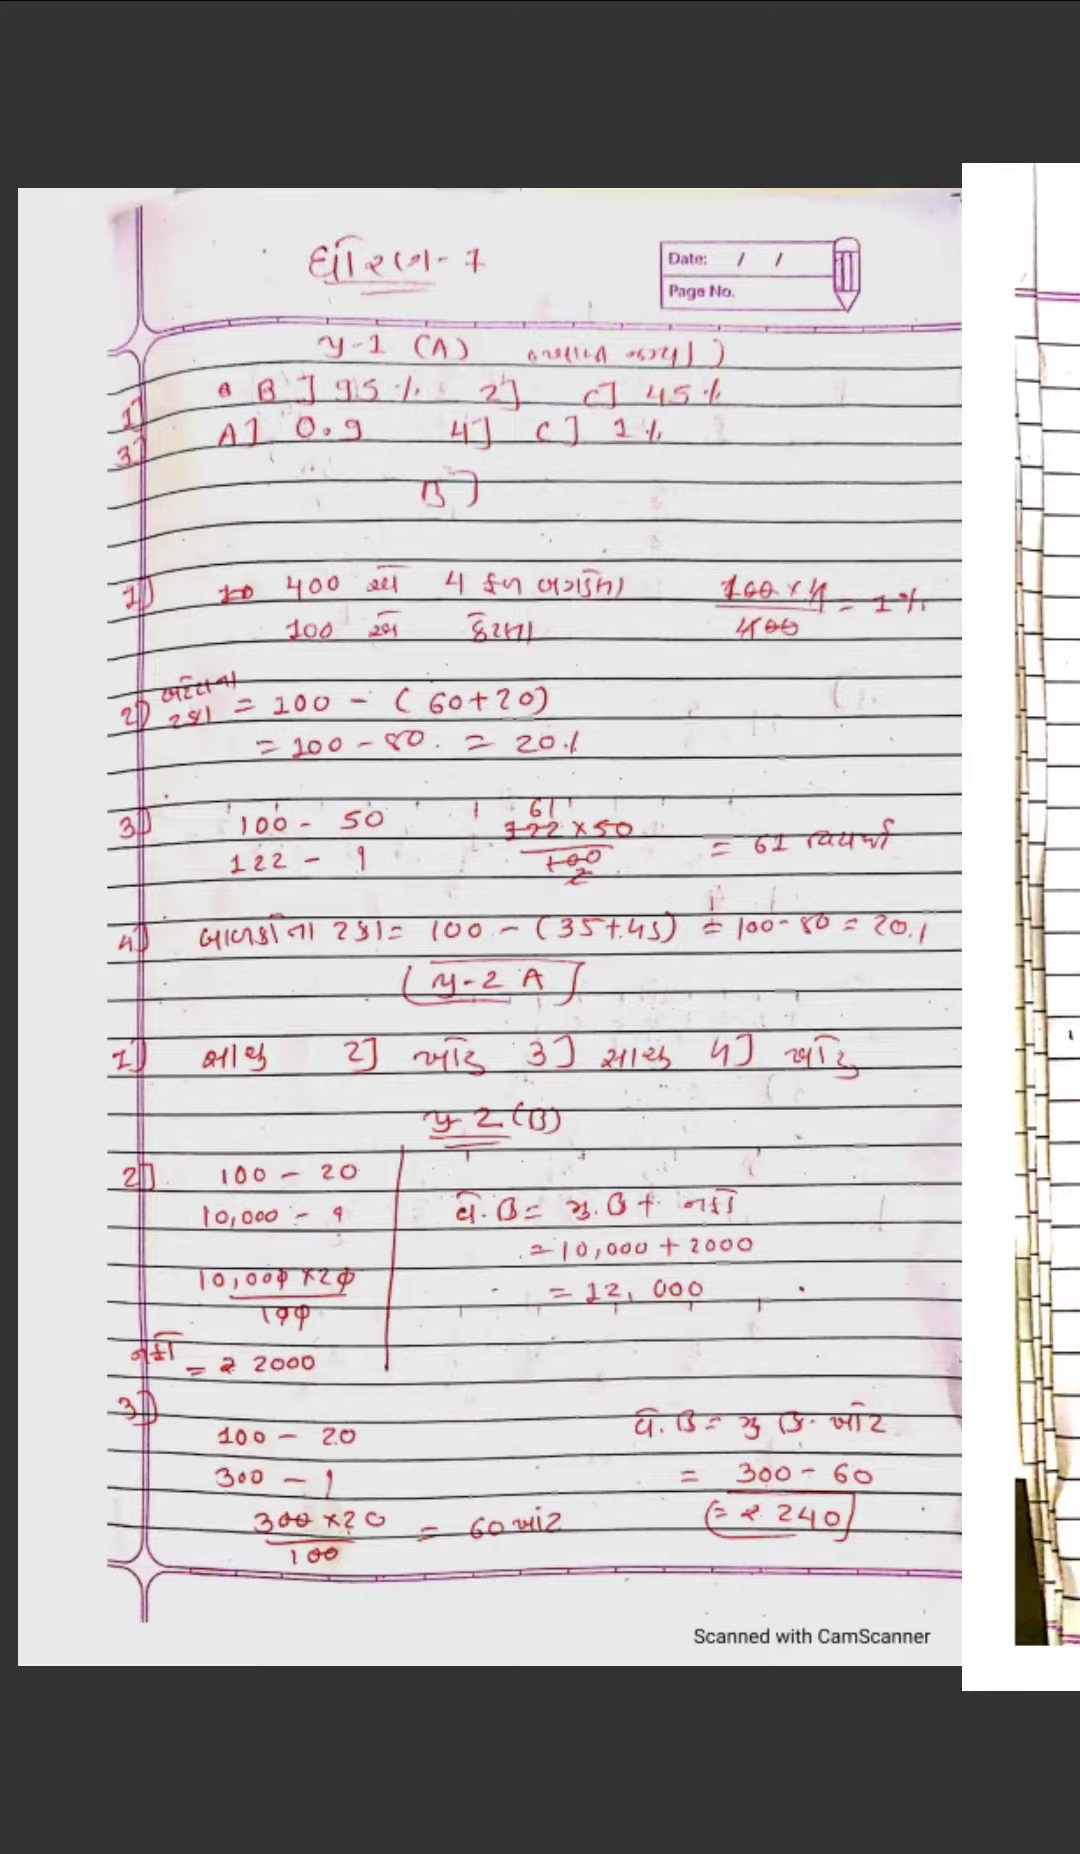 ધોરણ-7
Date: / /
Page No.
પ્ર-1 (A)
1] B] 95% 2] C] 45%
3] A] 0.9 4] C] 1%
B]
1] 400 એ 4 ફળ બગડેલા 100 × 4 = 1%
100 એ કેટલા 400
2] = 100 - (60+20)
ટકા
= 100 - 80 = 20%
3] 100 - 50 122 × 50 = 61
122 - ? 100
4] બાળકોના ટકા = 100 - (35+45) = 100-80 = 20%
પ્ર-2 A
1] 2] ખોટું 3] 4] ખોટું
પ્ર-2 (B)
2] 100 - 20
10,000 - ? વે.કિં = મુ.કિં + નફો
= 10,000 + 2000
10,000 × 20 = 12,000
100
નફો = ₹ 2000
3]
100 - 20 વે.કિં = મુ.કિં - ખોટ
300 - ? = 300 - 60
300 × 20 = 60 ખોટ = ₹ 240
100
Scanned with CamScanner